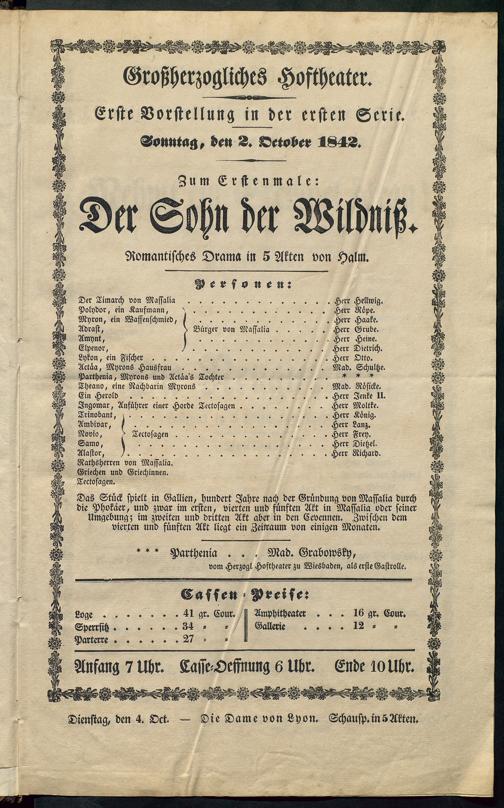 Großherzogliches Hoftheater.
Erste Vorstellung in der ersten Serie.
Sonntag, den 2. October 1842.
Zum Erstenmale:
Der Sohn der Wildniß.
Romantisches Drama in 5 Akten von Halm.
Personen:
Der Timarch von Massalia . . . . . . . . . . . . Herr Hellwig.
Polydor, ein Kaufmann, . . . . . . . . . . . . Herr Röpe.
Myron, ein Waffenschmied, . . . . . . . . . . . . Herr Haake.
Adrast, Bürger von Massalia . . . . . . . . . Herr Grube.
Amynt, . . . . . . . . . . . . Herr Heine.
Elpenor, . . . . . . . . . . . . Herr Dietrich.
Lykon, ein Fischer . . . . . . . . . . . . Herr Otto.
Actäa, Myrons Hausfrau . . . . . . . . . . . . Mad. Schultze.
Parthenia, Myrons und Actäa's Tochter . . . . . . . . . * * *
Theano, eine Nachbarin Myrons . . . . . . . . . . . . Mad. Rösicke.
Ein Herold . . . . . . . . . . . . Herr Jenke II.
Ingomar, Anführer einer Horde Tectosagen . . . . . . . . . Herr Moltke.
Trinobant, . . . . . . . . . . . . Herr König.
Ambivar, . . . . . . . . . . . . Herr Lanz.
Novio, Tectosagen . . . . . . . . . . . . Herr Frey.
Samo, . . . . . . . . . . . . Herr Dietzel.
Alastor, . . . . . . . . . . . . Herr Richard.
Rathsherren von Massalia.
Griechen und Griechinnen.
Tectosagen.
Das Stück spielt in Gallien, hundert Jahre nach der Gründung von Massalia durch
die Phokäer, und zwar im ersten, vierten und fünften Akt in Massalia oder seiner
Umgebung; im zweiten und dritten Akt aber in den Cevennen. Zwischen dem
vierten und fünften Akt liegt ein Zeitraum von einigen Monaten.
* * * Parthenia . . . Mad. Grabowsky,
vom Herzogl. Hoftheater zu Wiesbaden, als erste Gastrolle.
Cassen-Preise:
Loge . . . . . . . 41 gr. Cour.
Sperrsitz . . . . . . 34 " "
Parterre . . . . . . 27 " "
Amphitheater . . . 16 gr. Cour.
Gallerie . . . . 12 " "
Anfang 7 Uhr. Casse-Oeffnung 6 Uhr. Ende 10 Uhr.
Dienstag, den 4. Oct. — Die Dame von Lyon. Schausp. in 5 Akten.